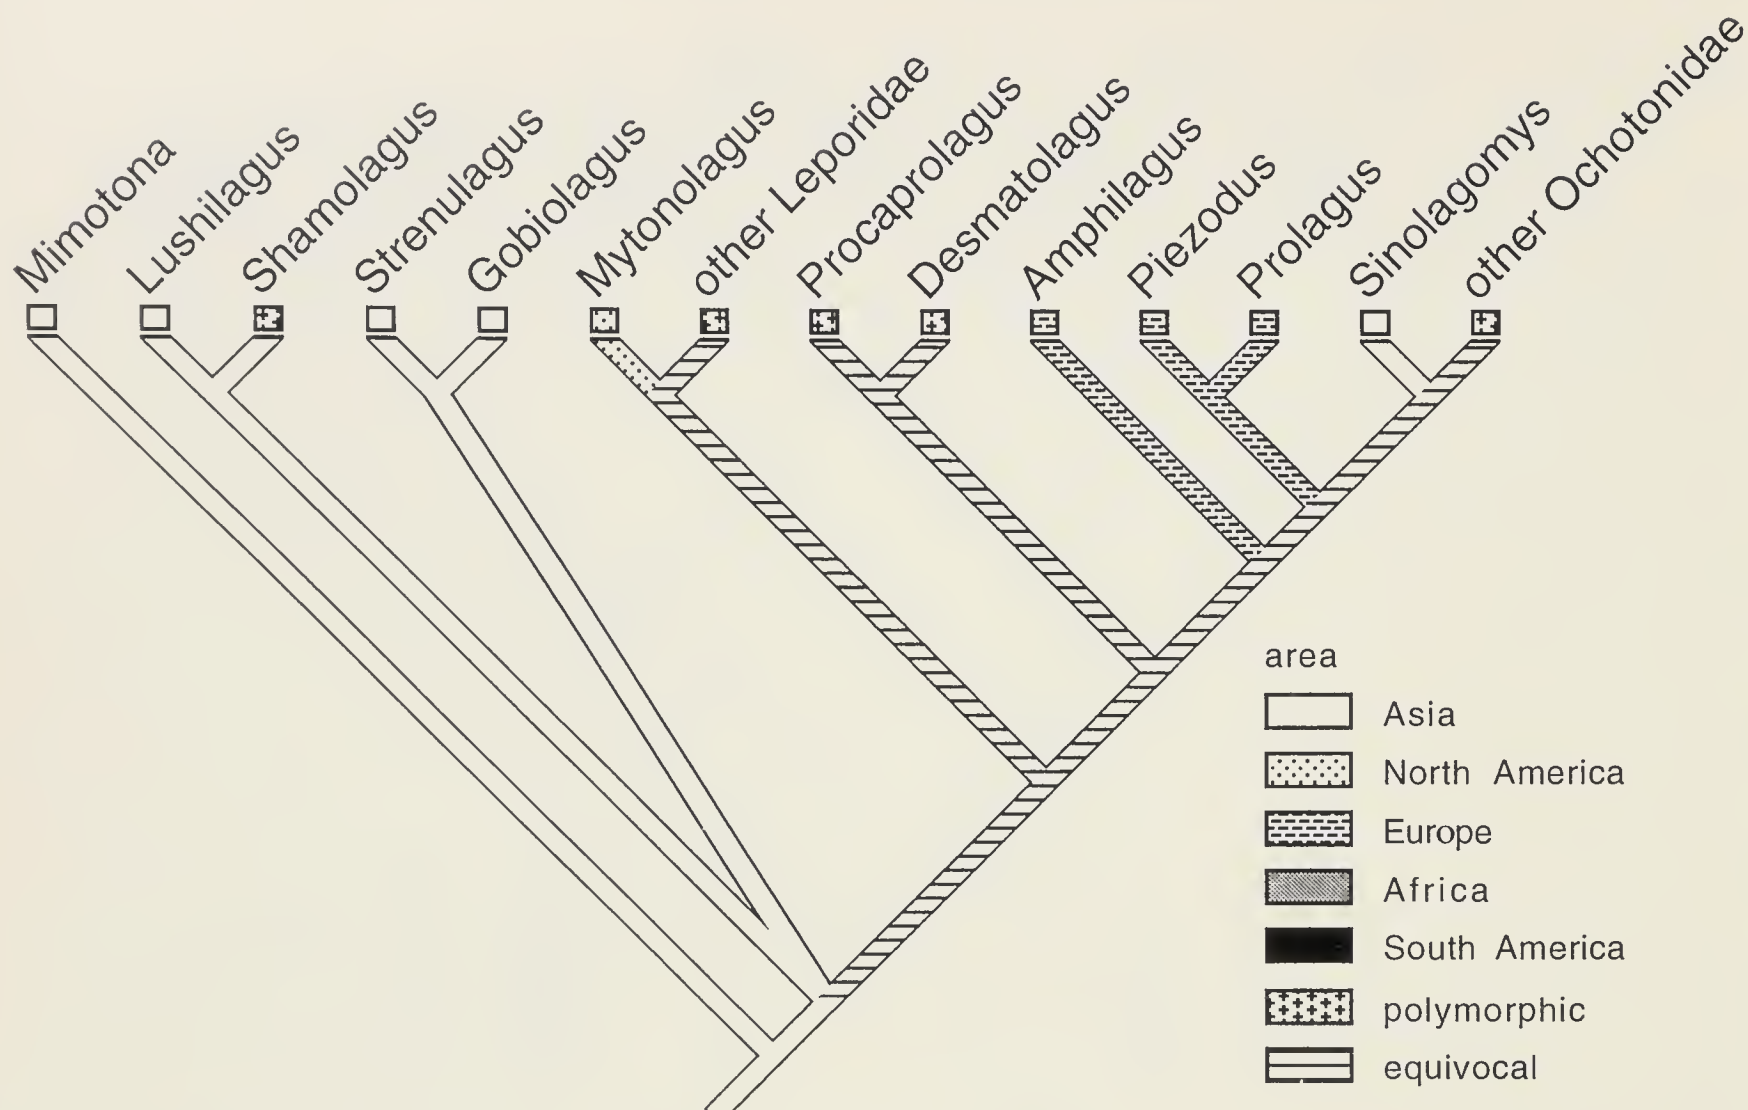 Mimotona
Lushilagus
Shamolagus
Strenulagus
Gobiolagus
Mytonolagus
other Leporidae
Procaprolagus
Desmatolagus
Amphilagus
Piezodus
Prolagus
Sinolagomys
other Ochotonidae
area
Asia
North America
Europe
Africa
South America
polymorphic
equivocal